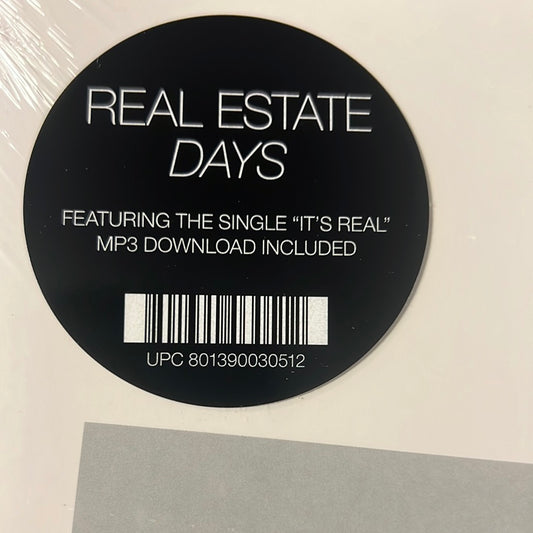 REAL ESTATE
DAYS
FEATURING THE SINGLE “IT’S REAL”
MP3 DOWNLOAD INCLUDED
UPC 801390030512